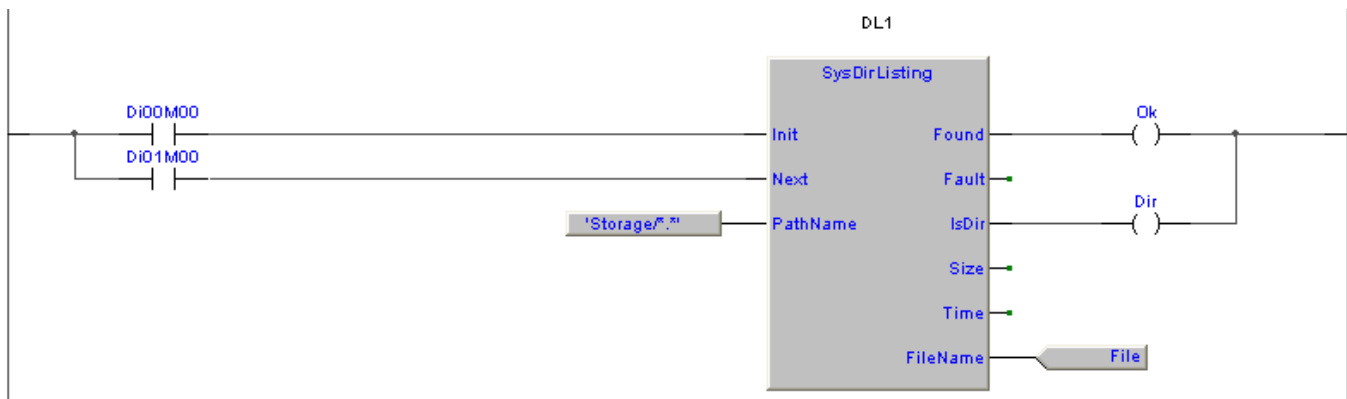 DL1
SysDirListing
Di00M00
Ok
Init Found
Di01M00
Next Fault
Dir
'Storage/*.*' PathName IsDir
Size
Time
FileName File